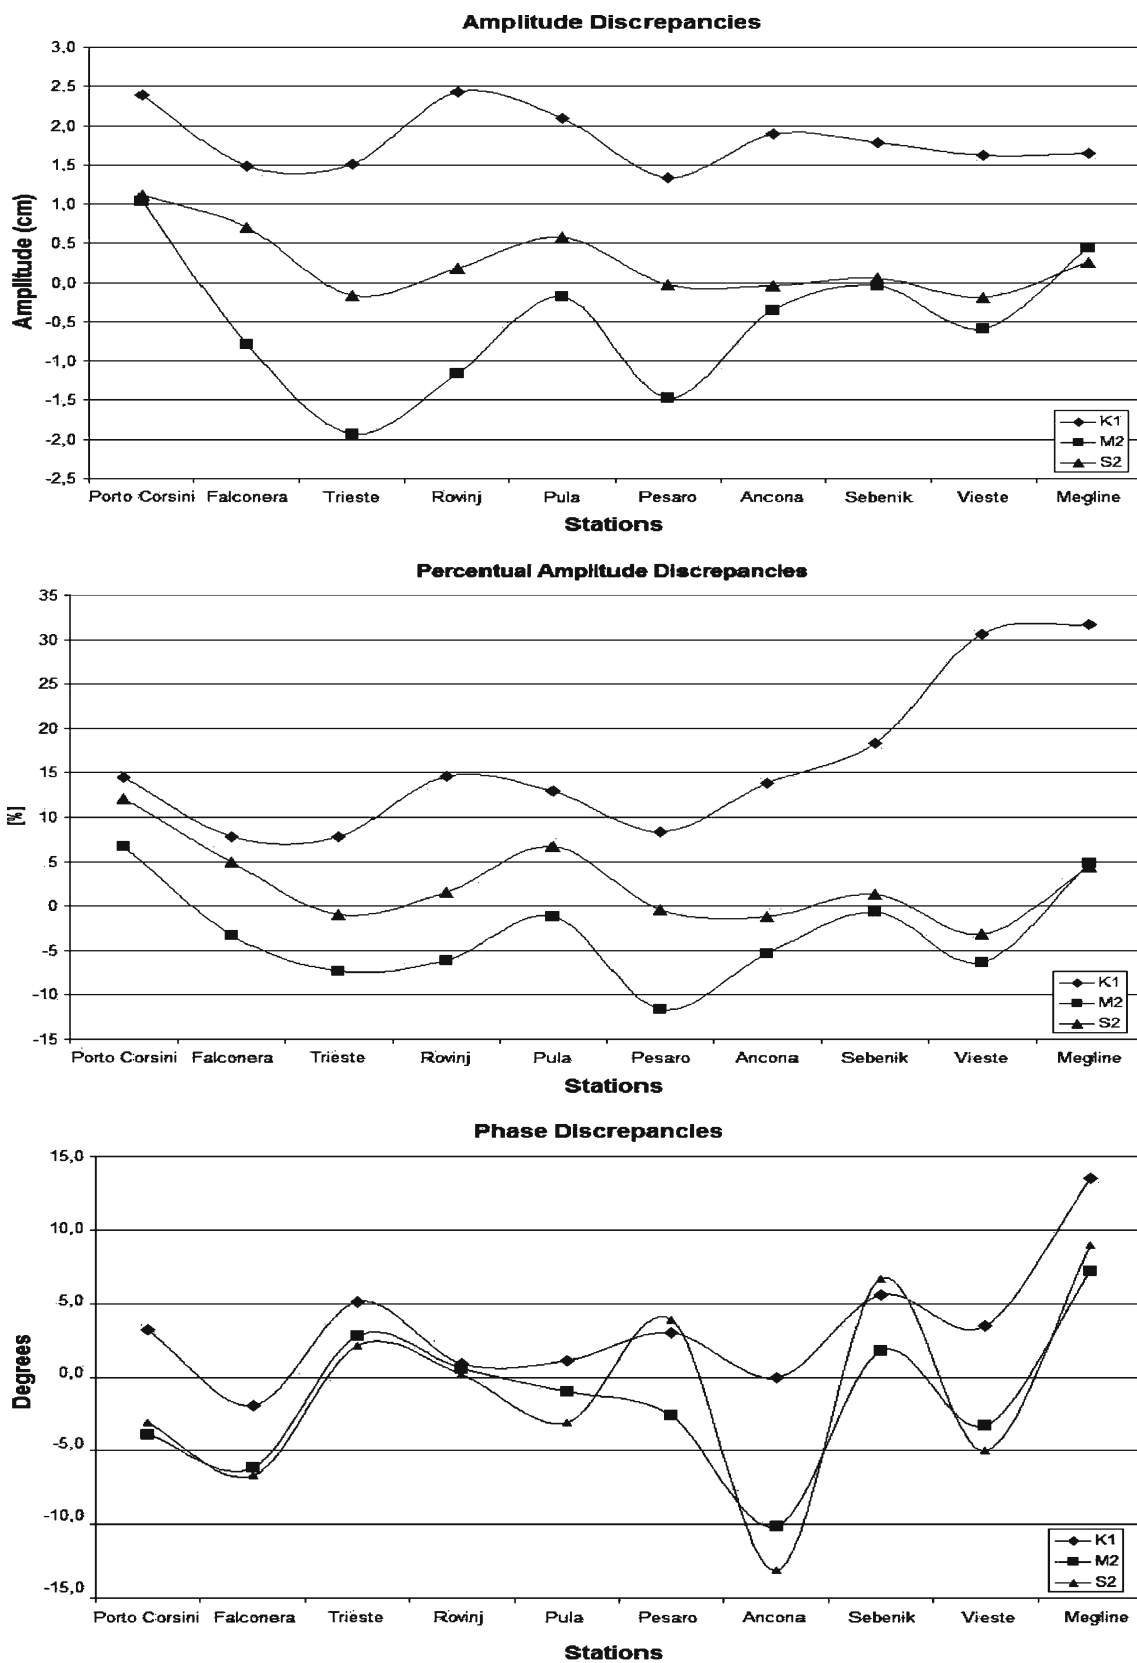 Amplitude Discrepancies
3,0
2,5
2,0
1,5
1,0
0,5
0,0
-0,5
-1,0
-1,5
-2,0
-2,5
Amplitude (cm)
K1
M2
S2
Porto Corsini Falconera Trieste Rovinj Pula Pesaro Ancona Sebenik Vieste Megline
Stations
Percentual Amplitude Discrepancies
35
30
25
20
15
10
5
0
-5
-10
-15
[%]
K1
M2
S2
Porto Corsini Falconera Trieste Rovinj Pula Pesaro Ancona Sebenik Vieste Megline
Stations
Phase Discrepancies
15,0
10,0
5,0
0,0
-5,0
-10,0
-15,0
Degrees
K1
M2
S2
Porto Corsini Falconera Trieste Rovinj Pula Pesaro Ancona Sebenik Vieste Megline
Stations